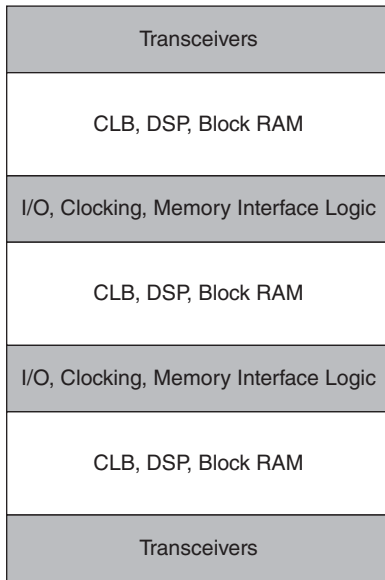 Transceivers
CLB, DSP, Block RAM
I/O, Clocking, Memory Interface Logic
CLB, DSP, Block RAM
I/O, Clocking, Memory Interface Logic
CLB, DSP, Block RAM
Transceivers